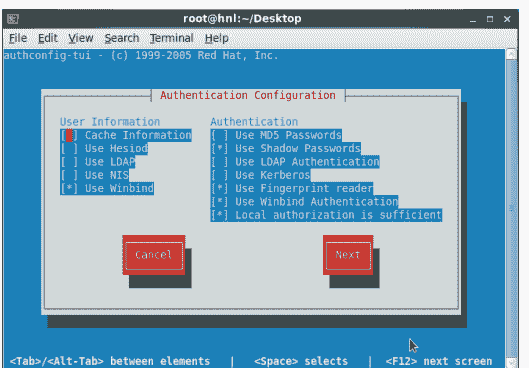 root@hnl:~/Desktop
File Edit View Search Terminal Help
authconfig-tui - (c) 1999-2005 Red Hat, Inc.
Authentication Configuration
User Information Authentication
[ ] Cache Information [ ] Use MD5 Passwords
[ ] Use Hesiod [*] Use Shadow Passwords
[ ] Use LDAP [ ] Use LDAP Authentication
[ ] Use NIS [ ] Use Kerberos
[*] Use Winbind [*] Use Fingerprint reader
[*] Use Winbind Authentication
[*] Local authorization is sufficient
Cancel Next
<Tab>/<Alt-Tab> between elements | <Space> selects | <F12> next screen